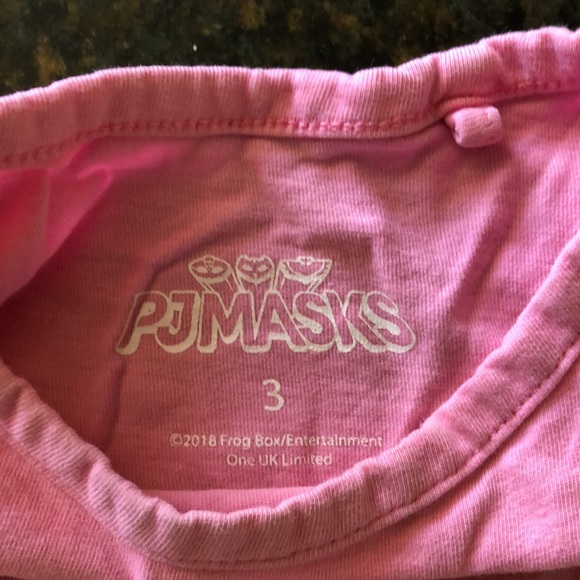 PJMASKS
3
©2018 Frog Box/Entertainment
One UK Limited